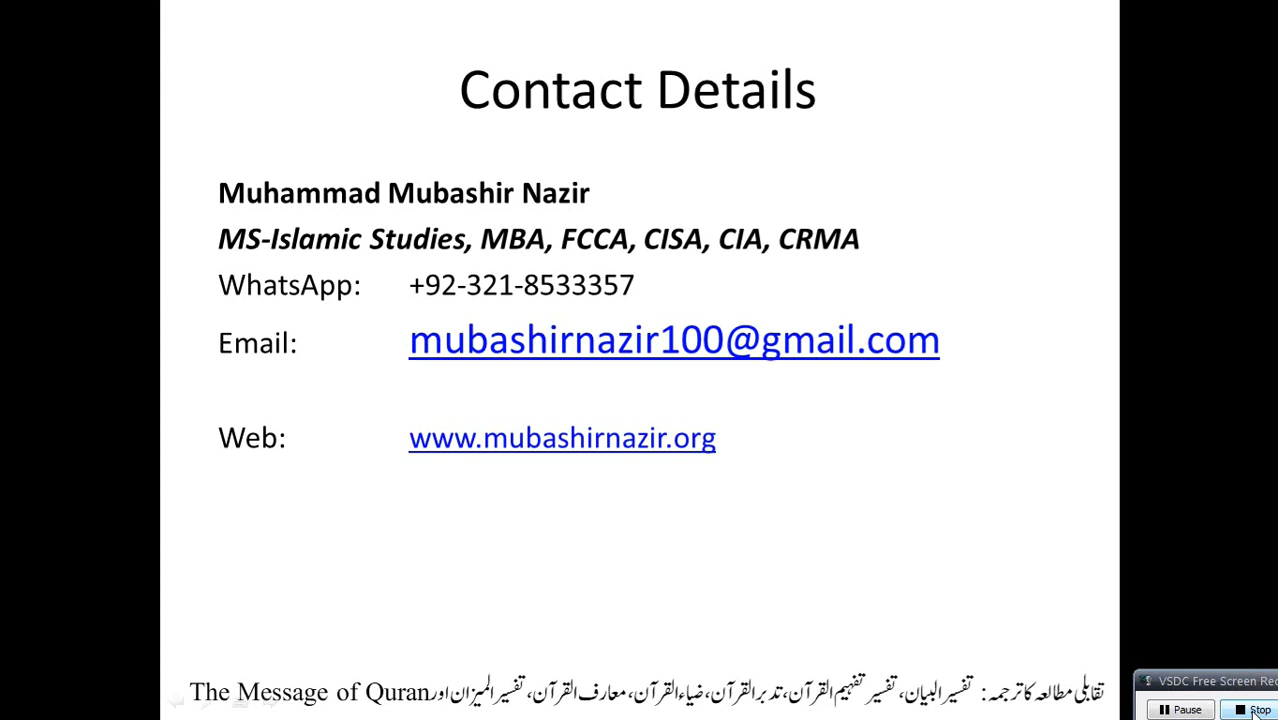 Contact Details
Muhammad Mubashir Nazir
MS-Islamic Studies, MBA, FCCA, CISA, CIA, CRMA
WhatsApp: +92-321-8533357
Email: mubashirnazir100@gmail.com
Web: www.mubashirnazir.org
تقابلی مطالعہ کا ترجمہ: تفسیر البیان، تفسیر تفہیم القرآن، تدبر القرآن، ضیاء القرآن، معارف القرآن، تفسیر المیزان اور The Message of Quran
VSDC Free Screen Rec
Pause Stop